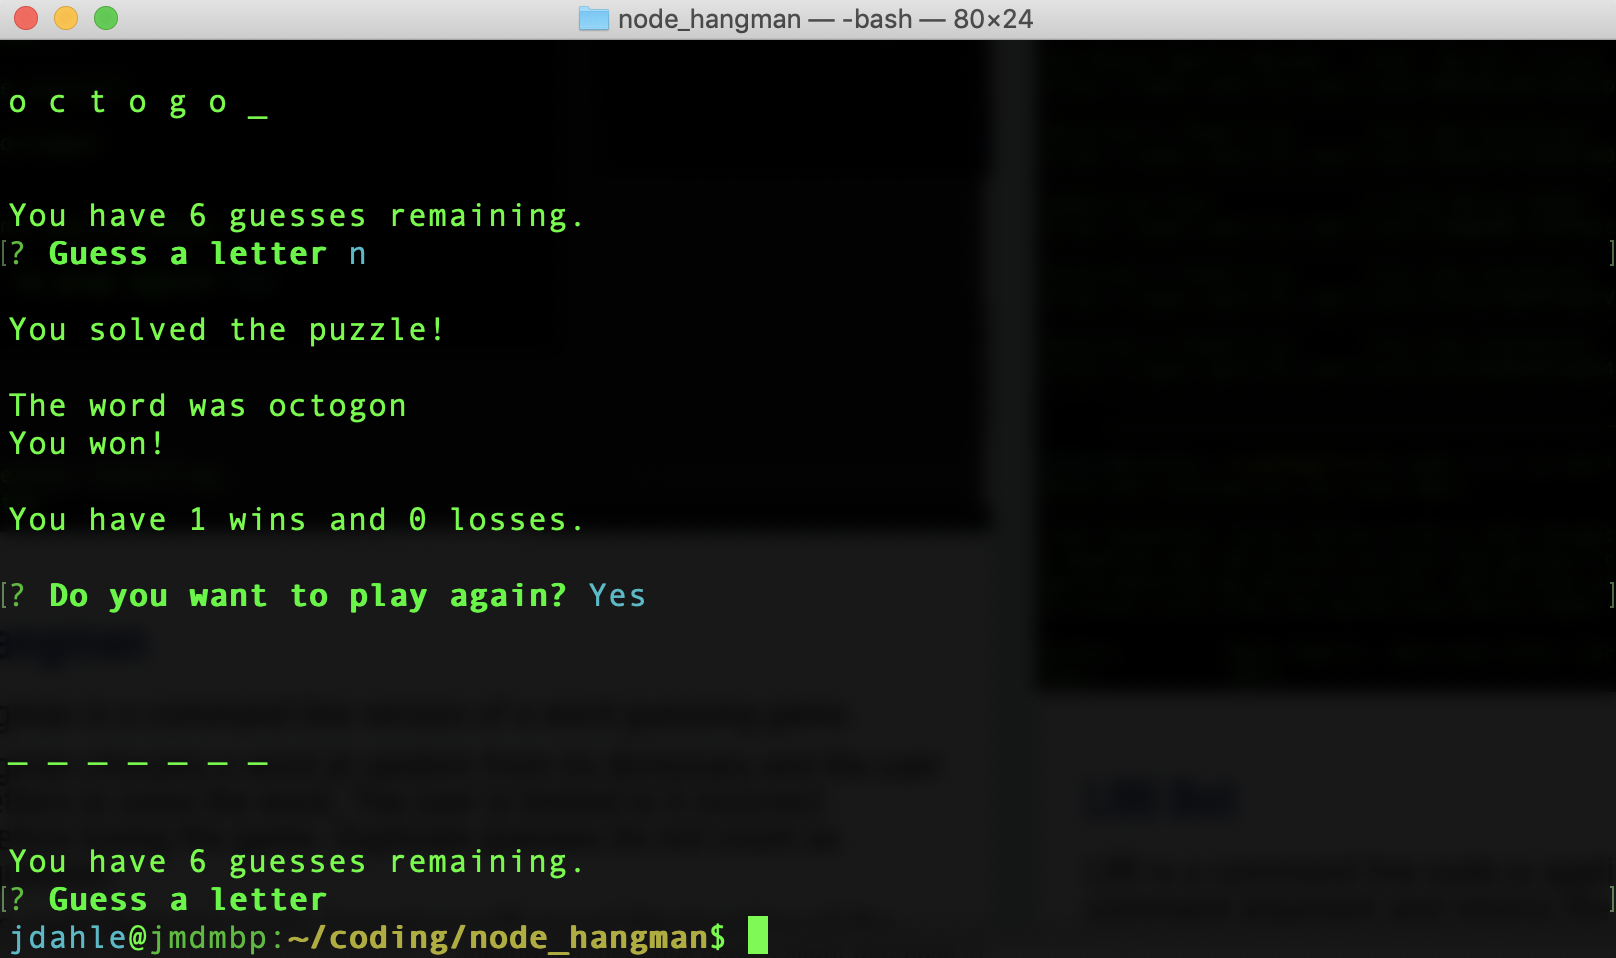 node_hangman — -bash — 80×24
o c t o g o _
You have 6 guesses remaining.
[? Guess a letter n ]
You solved the puzzle!
The word was octogon
You won!
You have 1 wins and 0 losses.
[? Do you want to play again? Yes ]
_ _ _ _ _ _ _
You have 6 guesses remaining.
[? Guess a letter ]
jdahle@jmdmbp:~/coding/node_hangman$